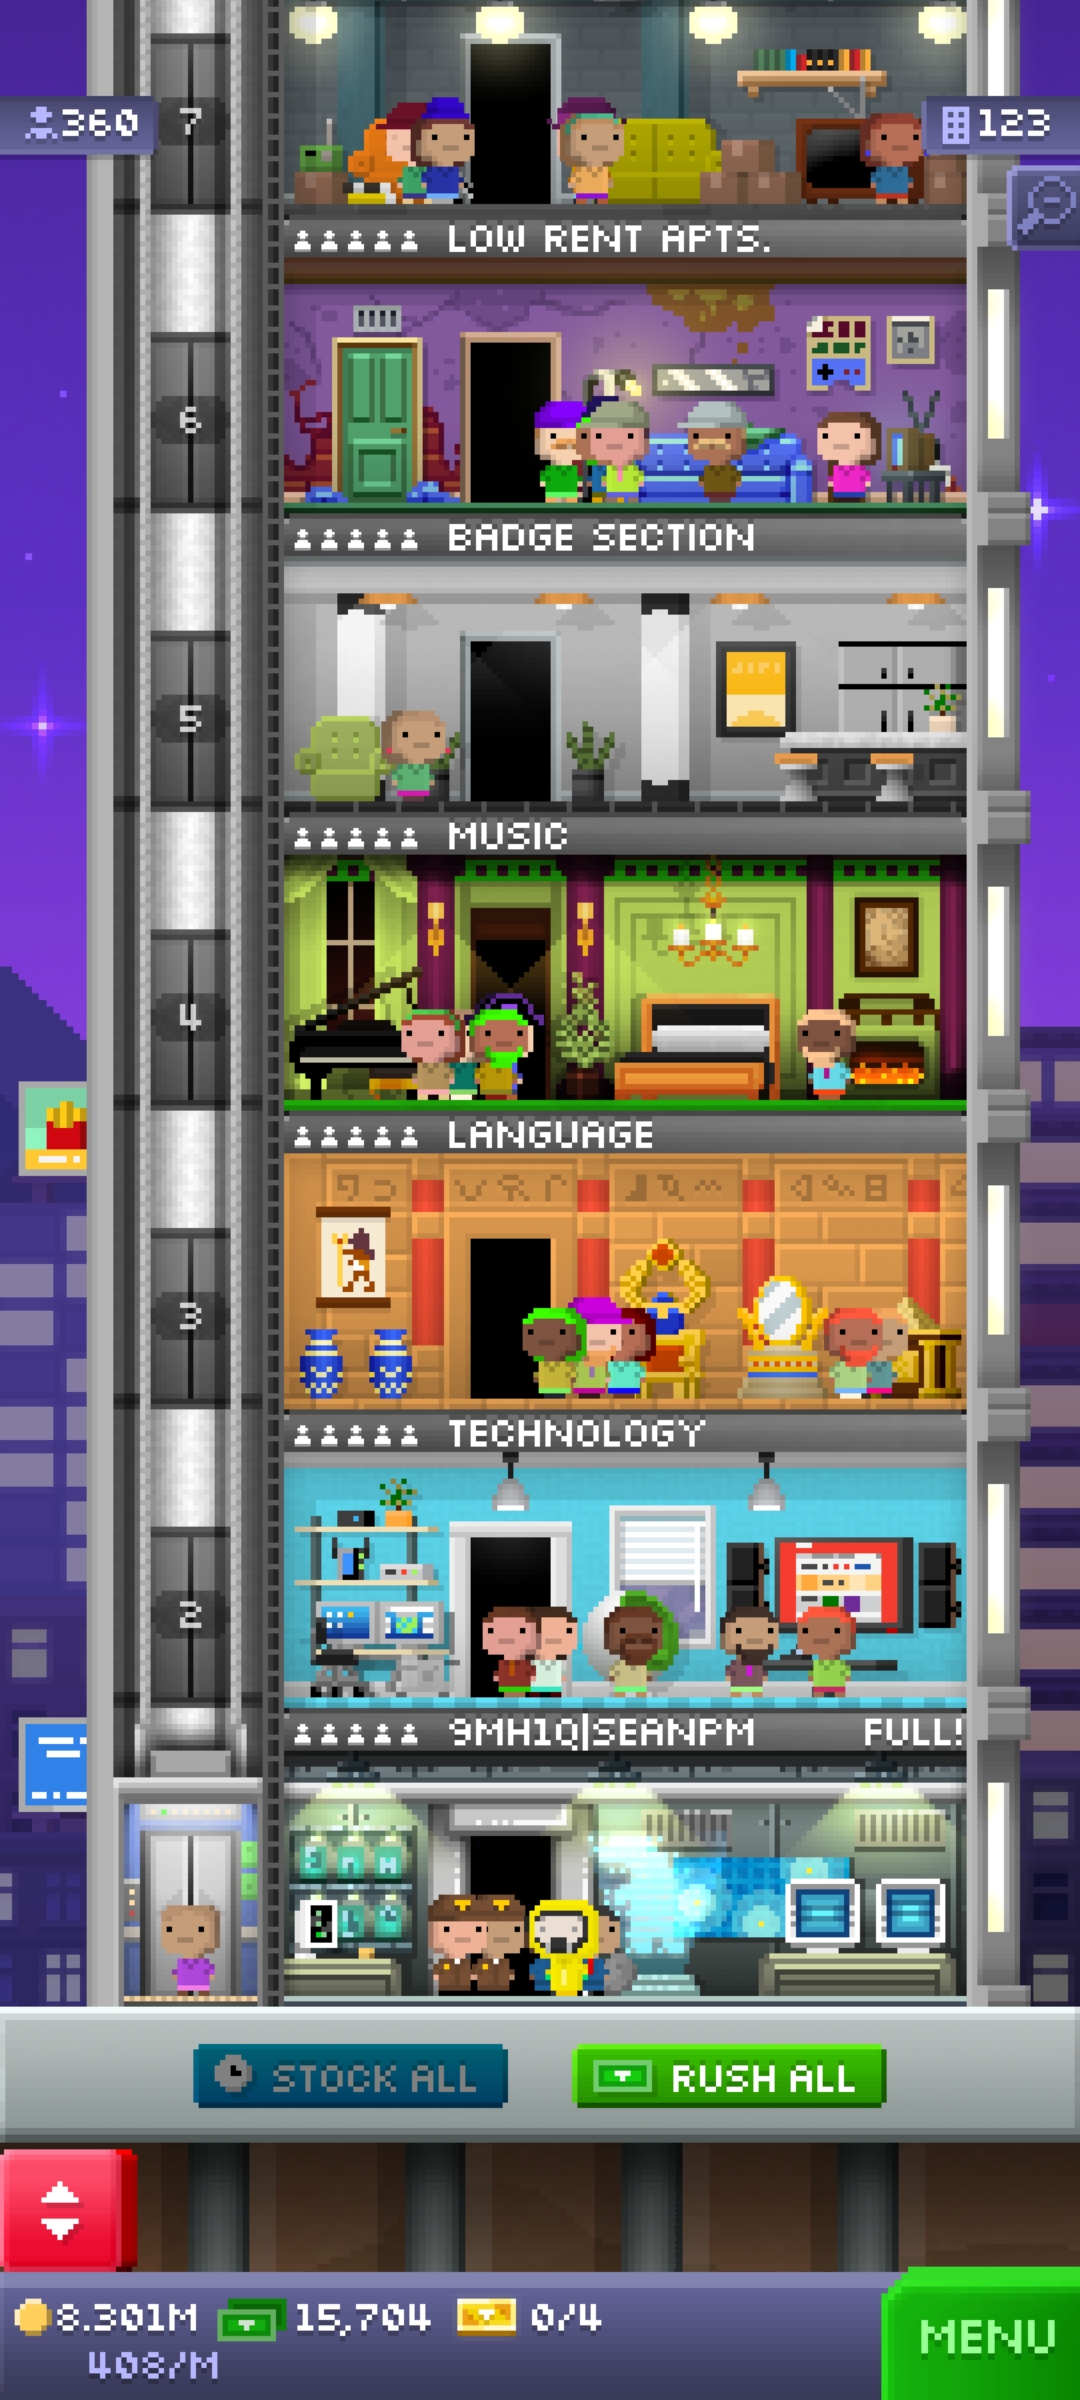 360
7
123
LOW RENT APTS.
6
BADGE SECTION
5
MUSIC
4
LANGUAGE
3
TECHNOLOGY
2
9MH1Q|SEANPM FULL!
STOCK ALL
RUSH ALL
8.301M
15,704
0/4
408/M
MENU